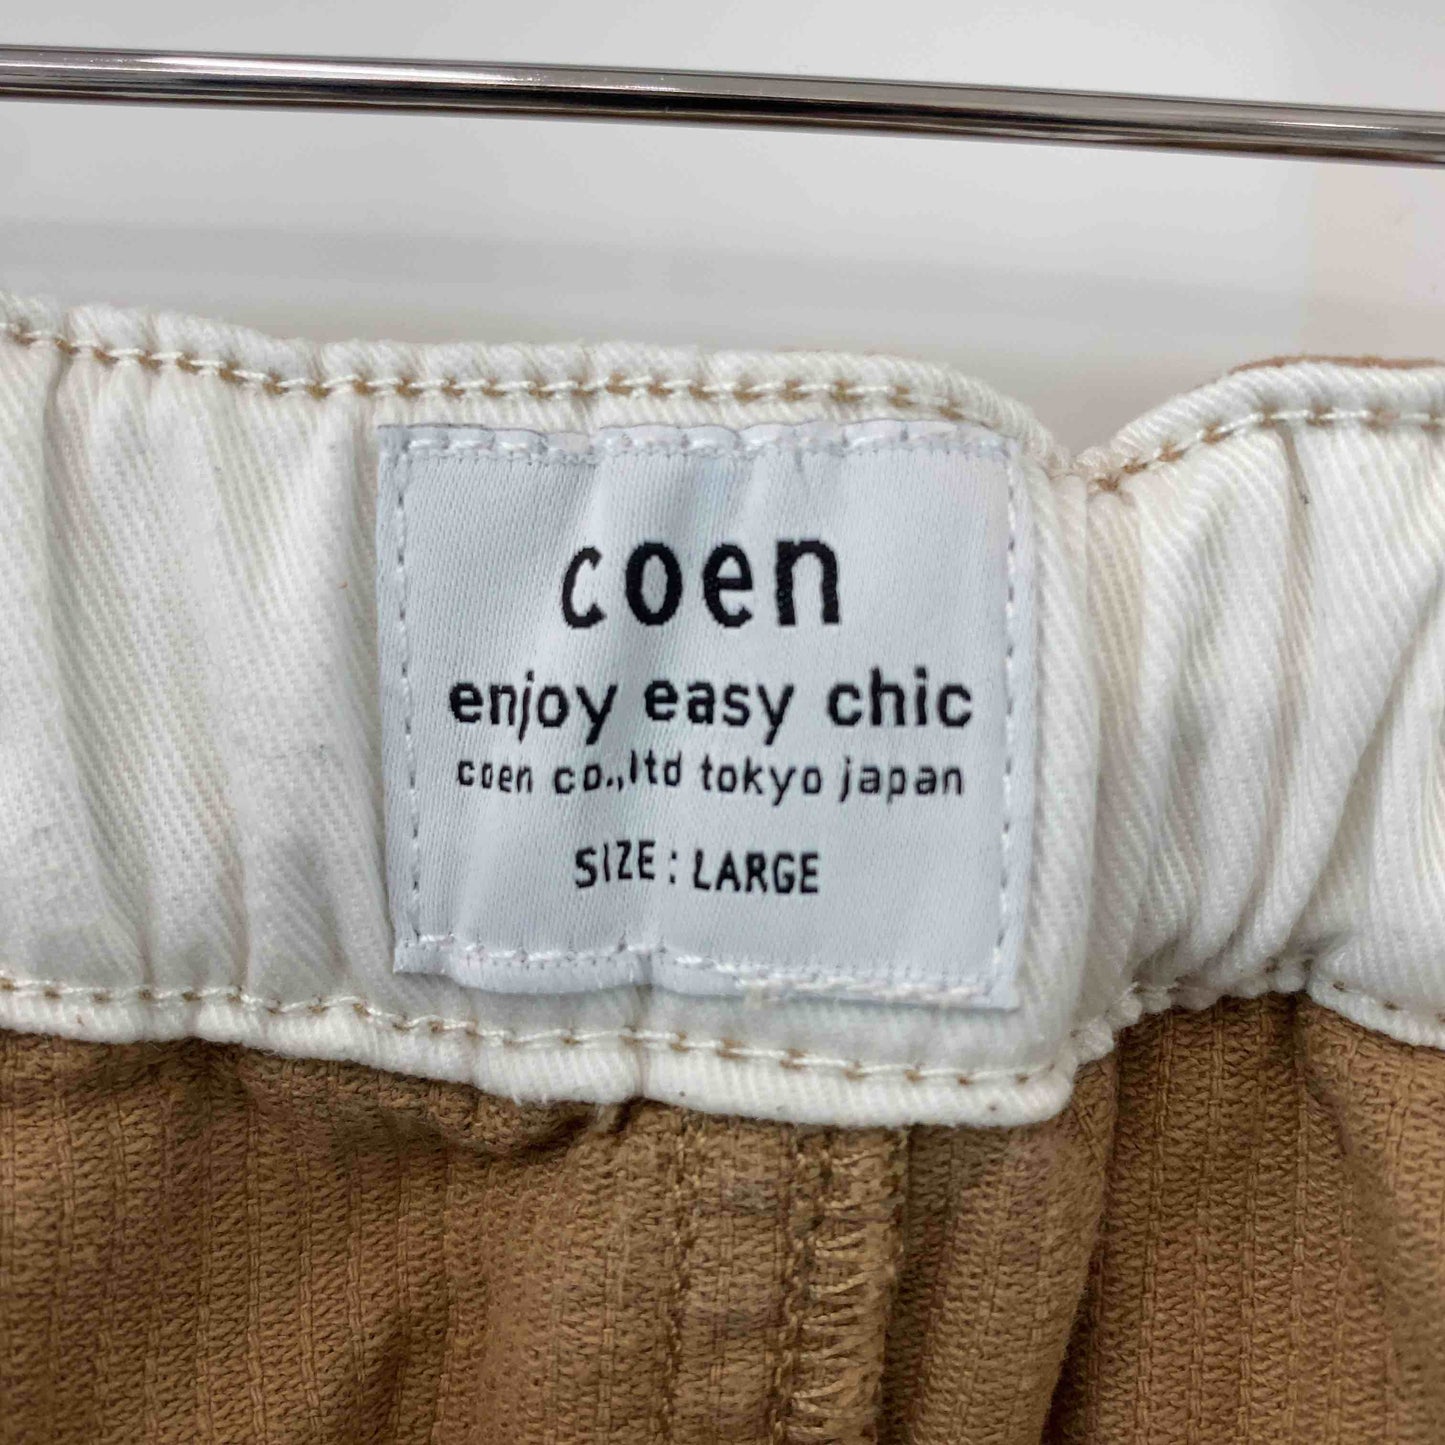 coen
enjoy easy chic
coen co.,ltd tokyo japan
SIZE : LARGE